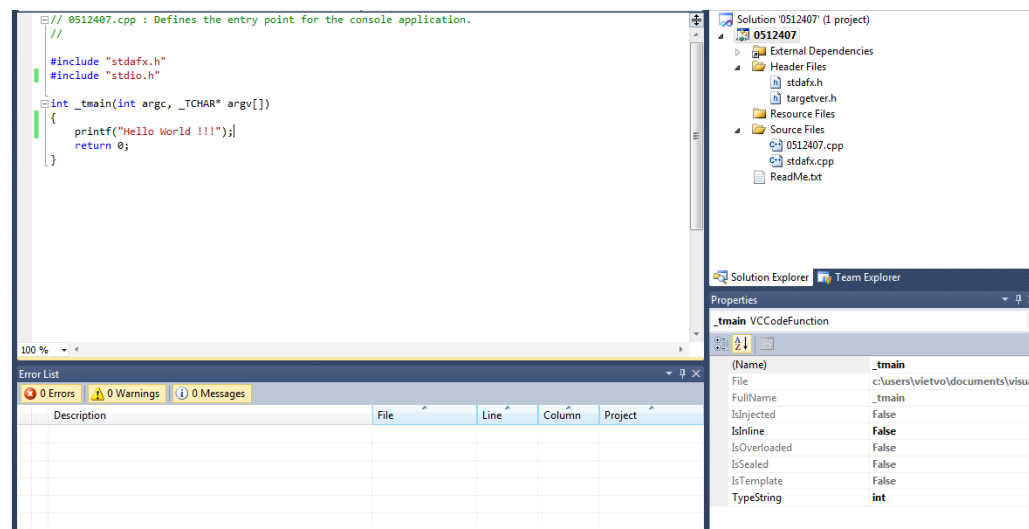 // 0512407.cpp : Defines the entry point for the console application.
//
#include "stdafx.h"
#include "stdio.h"
int _tmain(int argc, _TCHAR* argv[])
{
printf("Hello World !!!");
return 0;
}
100 %
Error List
0 Errors 0 Warnings 0 Messages
Description File Line Column Project
Solution '0512407' (1 project)
0512407
External Dependencies
Header Files
stdafx.h
targetver.h
Resource Files
Source Files
0512407.cpp
stdafx.cpp
ReadMe.txt
Solution Explorer Team Explorer
Properties
_tmain VCCodeFunction
(Name) _tmain
File c:\users\vietvo\documents\visua
FullName _tmain
IsInjected False
IsInline False
IsOverloaded False
IsSealed False
IsTemplate False
TypeString int